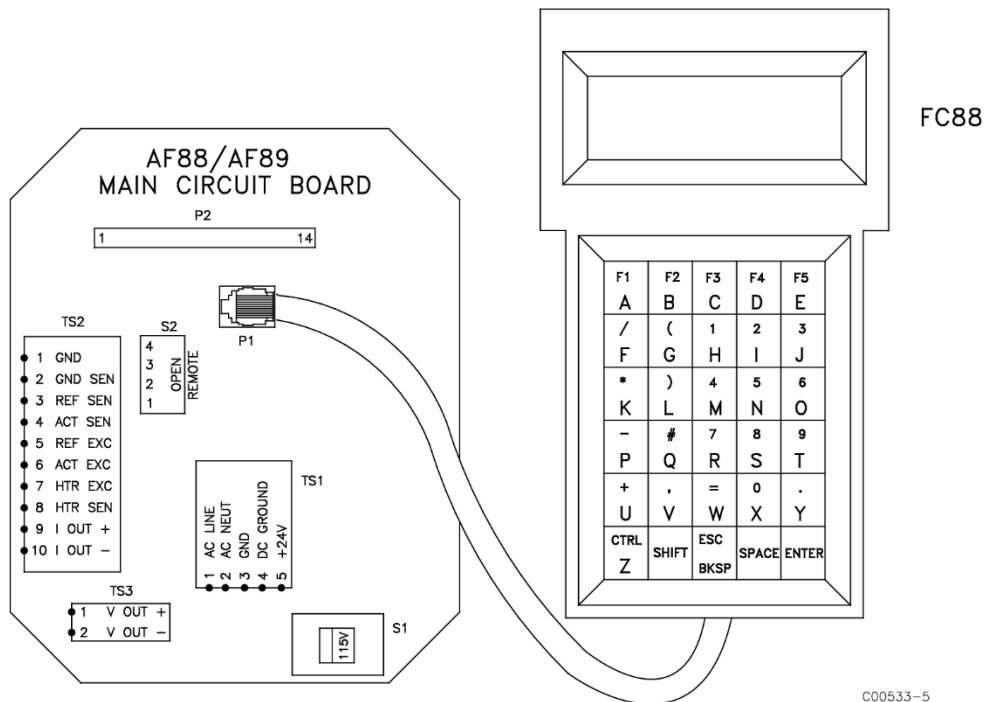 FC88
AF88/AF89
MAIN CIRCUIT BOARD
P2
1 14
P1
TS2
1 GND
2 GND SEN
3 REF SEN
4 ACT SEN
5 REF EXC
6 ACT EXC
7 HTR EXC
8 HTR SEN
9 I OUT +
10 I OUT -
S2
4
3
2
1
OPEN
REMOTE
TS1
1 AC LINE
2 AC NEUT
3 GND
4 DC GROUND
5 +24V
TS3
1 V OUT +
2 V OUT -
S1
115V
F1 F2 F3 F4 F5
A B C D E
/ ( 1 2 3
F G H I J
* ) 4 5 6
K L M N O
- # 7 8 9
P Q R S T
+ , = 0 .
U V W X Y
CTRL ESC
SHIFT SPACE ENTER
Z BKSP
C00533-5